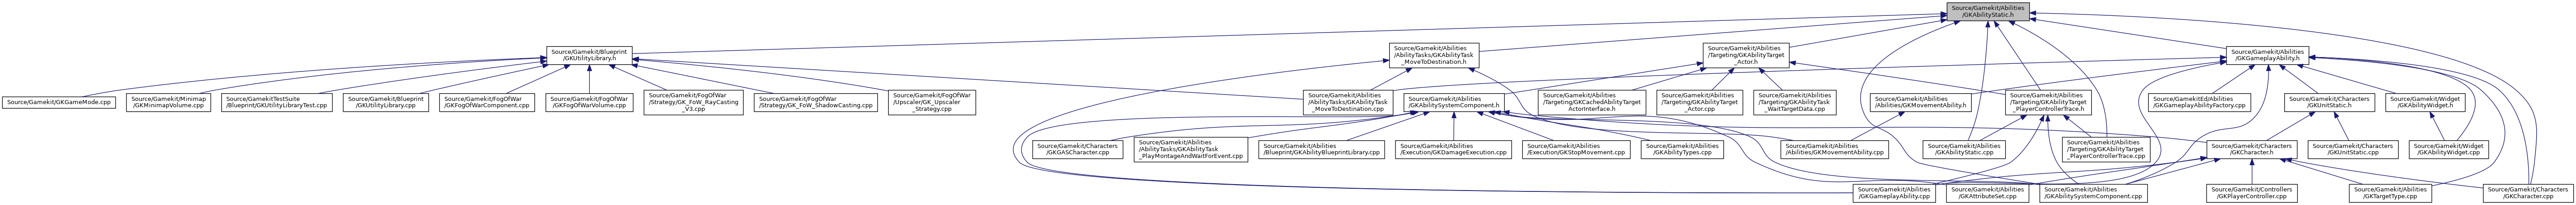 Source/Gamekit/Abilities
/GKAbilityStatic.h
Source/Gamekit/Blueprint
/GKUtilityLibrary.h
Source/Gamekit/Abilities
/AbilityTasks/GKAbilityTask
_MoveToDestination.h
Source/Gamekit/Abilities
/Targeting/GKAbilityTarget
_Actor.h
Source/Gamekit/Abilities
/GKGameplayAbility.h
Source/Gamekit/GKGameMode.cpp
Source/Gamekit/Minimap
/GKMinimapVolume.cpp
Source/GamekitTestSuite
/Blueprint/GKUtilityLibraryTest.cpp
Source/Gamekit/Blueprint
/GKUtilityLibrary.cpp
Source/Gamekit/FogOfWar
/GKFogOfWarComponent.cpp
Source/Gamekit/FogOfWar
/GKFogOfWarVolume.cpp
Source/Gamekit/FogOfWar
/Strategy/GK_FoW_RayCasting
_V3.cpp
Source/Gamekit/FogOfWar
/Strategy/GK_FoW_ShadowCasting.cpp
Source/Gamekit/FogOfWar
/Upscaler/GK_Upscaler
_Strategy.cpp
Source/Gamekit/Abilities
/AbilityTasks/GKAbilityTask
_MoveToDestination.cpp
Source/Gamekit/Abilities
/GKAbilitySystemComponent.h
Source/Gamekit/Abilities
/Targeting/GKCachedAbilityTarget
ActorInterface.h
Source/Gamekit/Abilities
/Targeting/GKAbilityTarget
_Actor.cpp
Source/Gamekit/Abilities
/Targeting/GKAbilityTask
_WaitTargetData.cpp
Source/Gamekit/Abilities
/Abilities/GKMovementAbility.h
Source/Gamekit/Abilities
/Targeting/GKAbilityTarget
_PlayerControllerTrace.h
Source/GamekitEd/Abilities
/GKGameplayAbilityFactory.cpp
Source/Gamekit/Characters
/GKUnitStatic.h
Source/Gamekit/Widget
/GKAbilityWidget.h
Source/Gamekit/Characters
/GKGASCharacter.cpp
Source/Gamekit/Abilities
/AbilityTasks/GKAbilityTask
_PlayMontageAndWaitForEvent.cpp
Source/Gamekit/Abilities
/Blueprint/GKAbilityBlueprintLibrary.cpp
Source/Gamekit/Abilities
/Execution/GKDamageExecution.cpp
Source/Gamekit/Abilities
/Execution/GKStopMovement.cpp
Source/Gamekit/Abilities
/GKAbilityTypes.cpp
Source/Gamekit/Abilities
/Abilities/GKMovementAbility.cpp
Source/Gamekit/Abilities
/GKAbilityStatic.cpp
Source/Gamekit/Abilities
/Targeting/GKAbilityTarget
_PlayerControllerTrace.cpp
Source/Gamekit/Characters
/GKCharacter.h
Source/Gamekit/Characters
/GKUnitStatic.cpp
Source/Gamekit/Widget
/GKAbilityWidget.cpp
Source/Gamekit/Abilities
/GKGameplayAbility.cpp
Source/Gamekit/Abilities
/GKAttributeSet.cpp
Source/Gamekit/Abilities
/GKAbilitySystemComponent.cpp
Source/Gamekit/Controllers
/GKPlayerController.cpp
Source/Gamekit/Abilities
/GKTargetType.cpp
Source/Gamekit/Characters
/GKCharacter.cpp